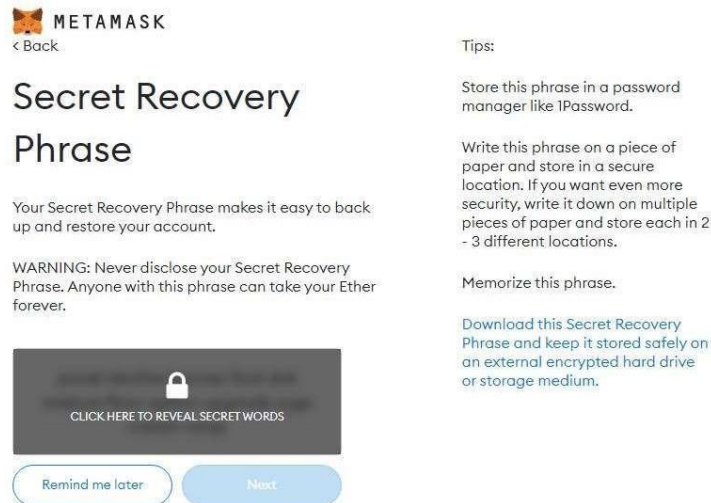 METAMASK
< Back
Secret Recovery
Phrase
Your Secret Recovery Phrase makes it easy to back
up and restore your account.
WARNING: Never disclose your Secret Recovery
Phrase. Anyone with this phrase can take your Ether
forever.
CLICK HERE TO REVEAL SECRET WORDS
Remind me later
Next
Tips:
Store this phrase in a password
manager like 1Password.
Write this phrase on a piece of
paper and store in a secure
location. If you want even more
security, write it down on multiple
pieces of paper and store each in 2
- 3 different locations.
Memorize this phrase.
Download this Secret Recovery
Phrase and keep it stored safely on
an external encrypted hard drive
or storage medium.